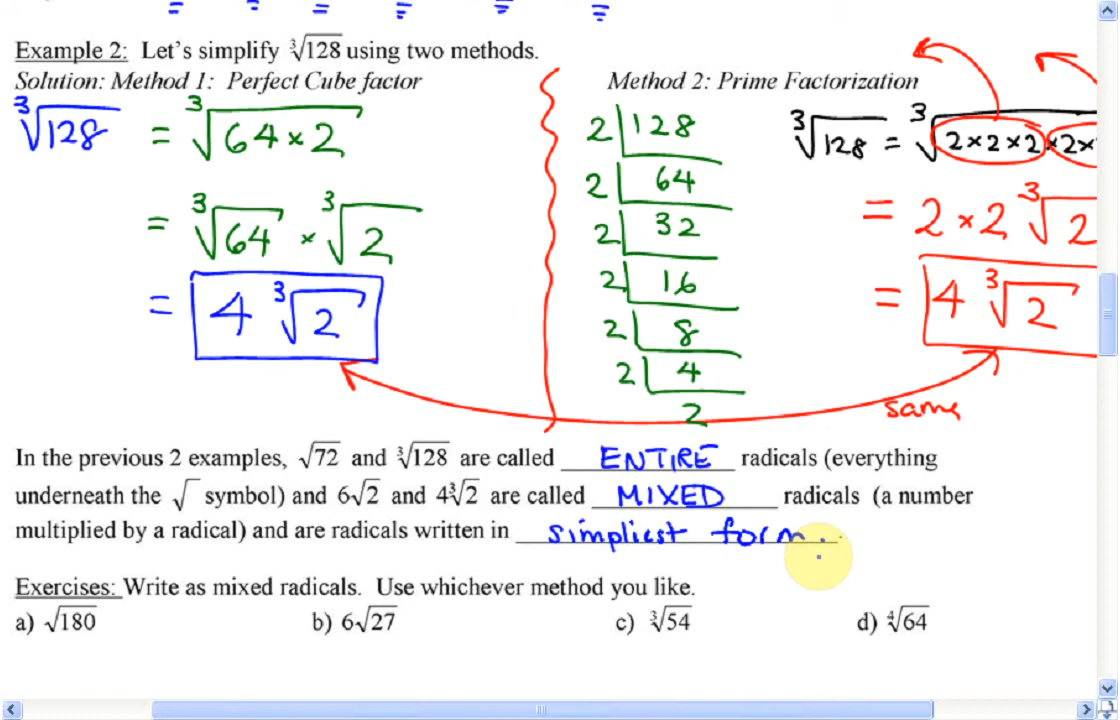 Example 2: Let's simplify ∛128 using two methods.
Solution: Method 1: Perfect Cube factor
∛128 = ∛64 × 2
= ∛64 × ∛2
= 4 ∛2
Method 2: Prime Factorization
2 128
2 64
2 32
2 16
2 8
2 4
2
∛128 = ∛2×2×2 ×2×
= 2 × 2 ∛2
= 4 ∛2
same
In the previous 2 examples, √72 and ∛128 are called ENTIRE radicals (everything
underneath the √ symbol) and 6√2 and 4∛2 are called MIXED radicals (a number
multiplied by a radical) and are radicals written in simpliest form.
Exercises: Write as mixed radicals. Use whichever method you like.
a) √180 b) 6√27 c) ∛54 d) ∜64